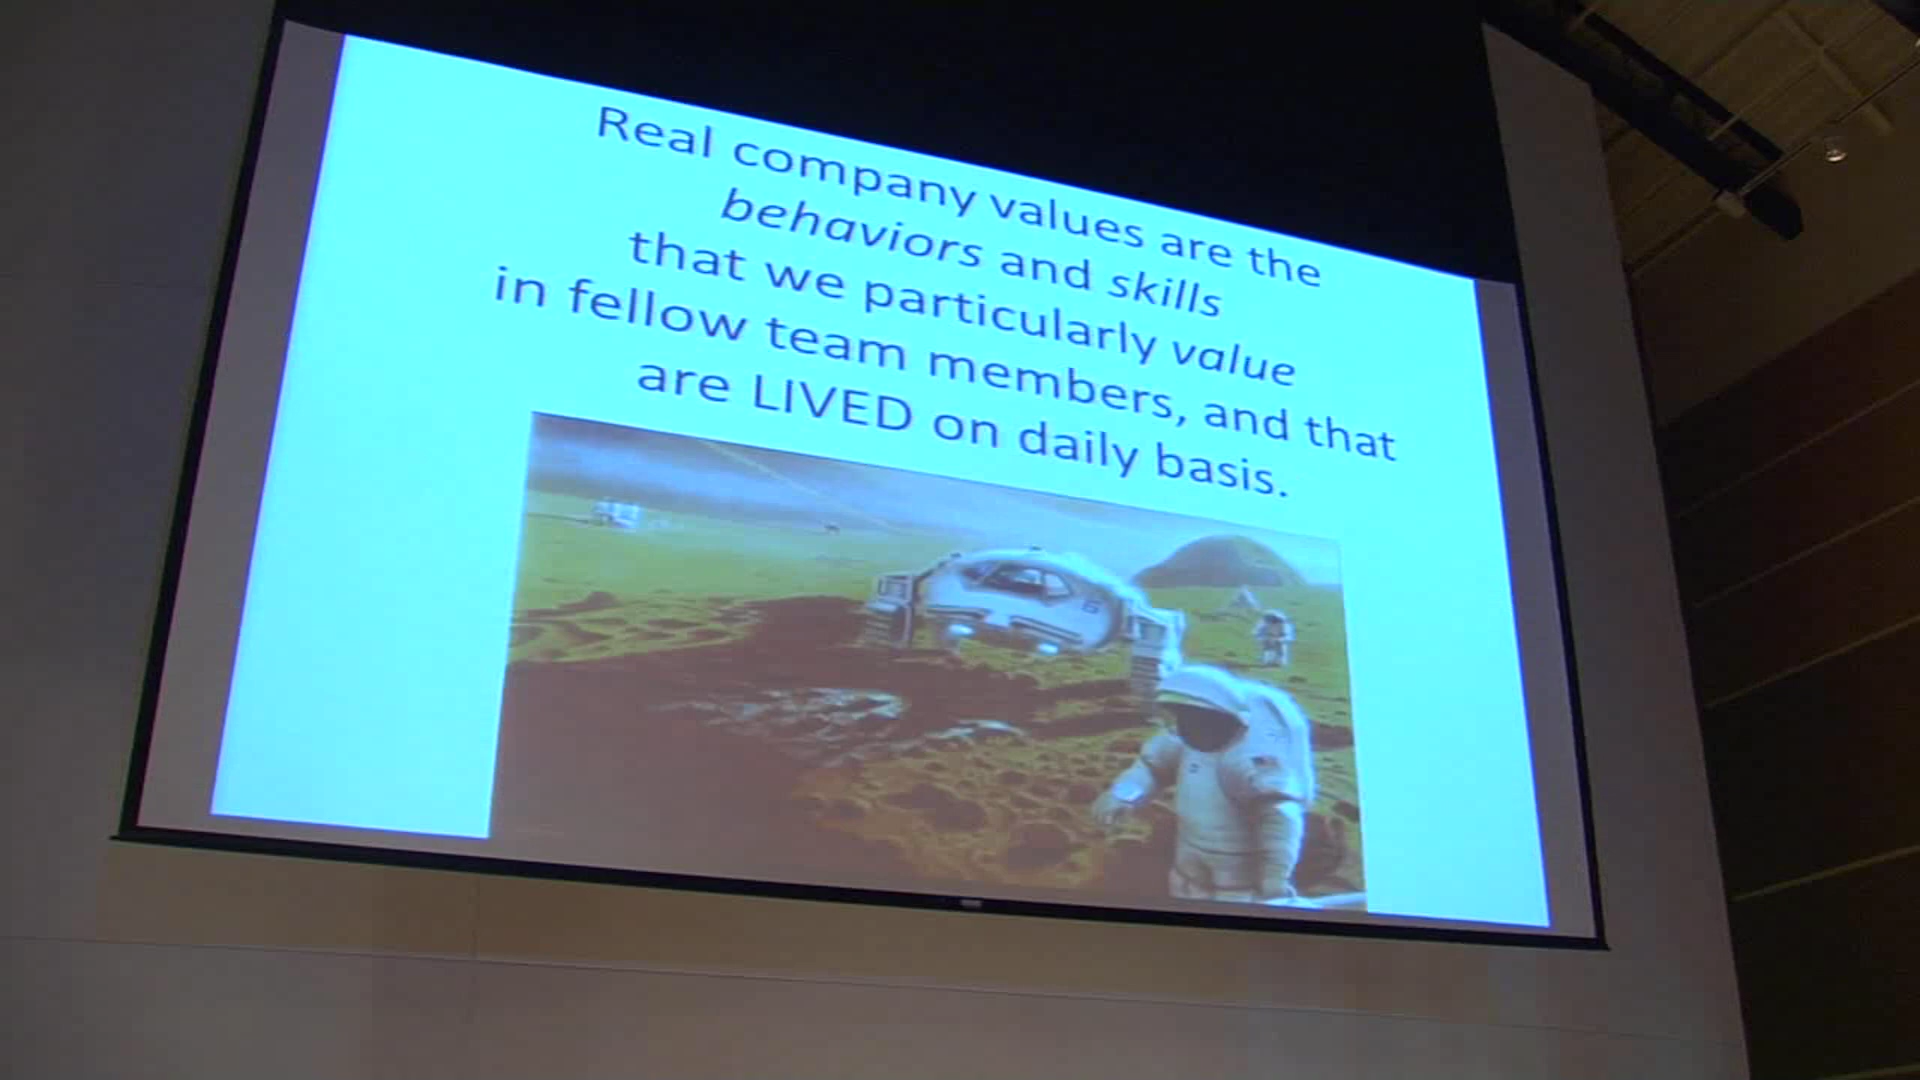 Real company values are the
behaviors and skills
that we particularly value
in fellow team members, and that
are LIVED on daily basis.